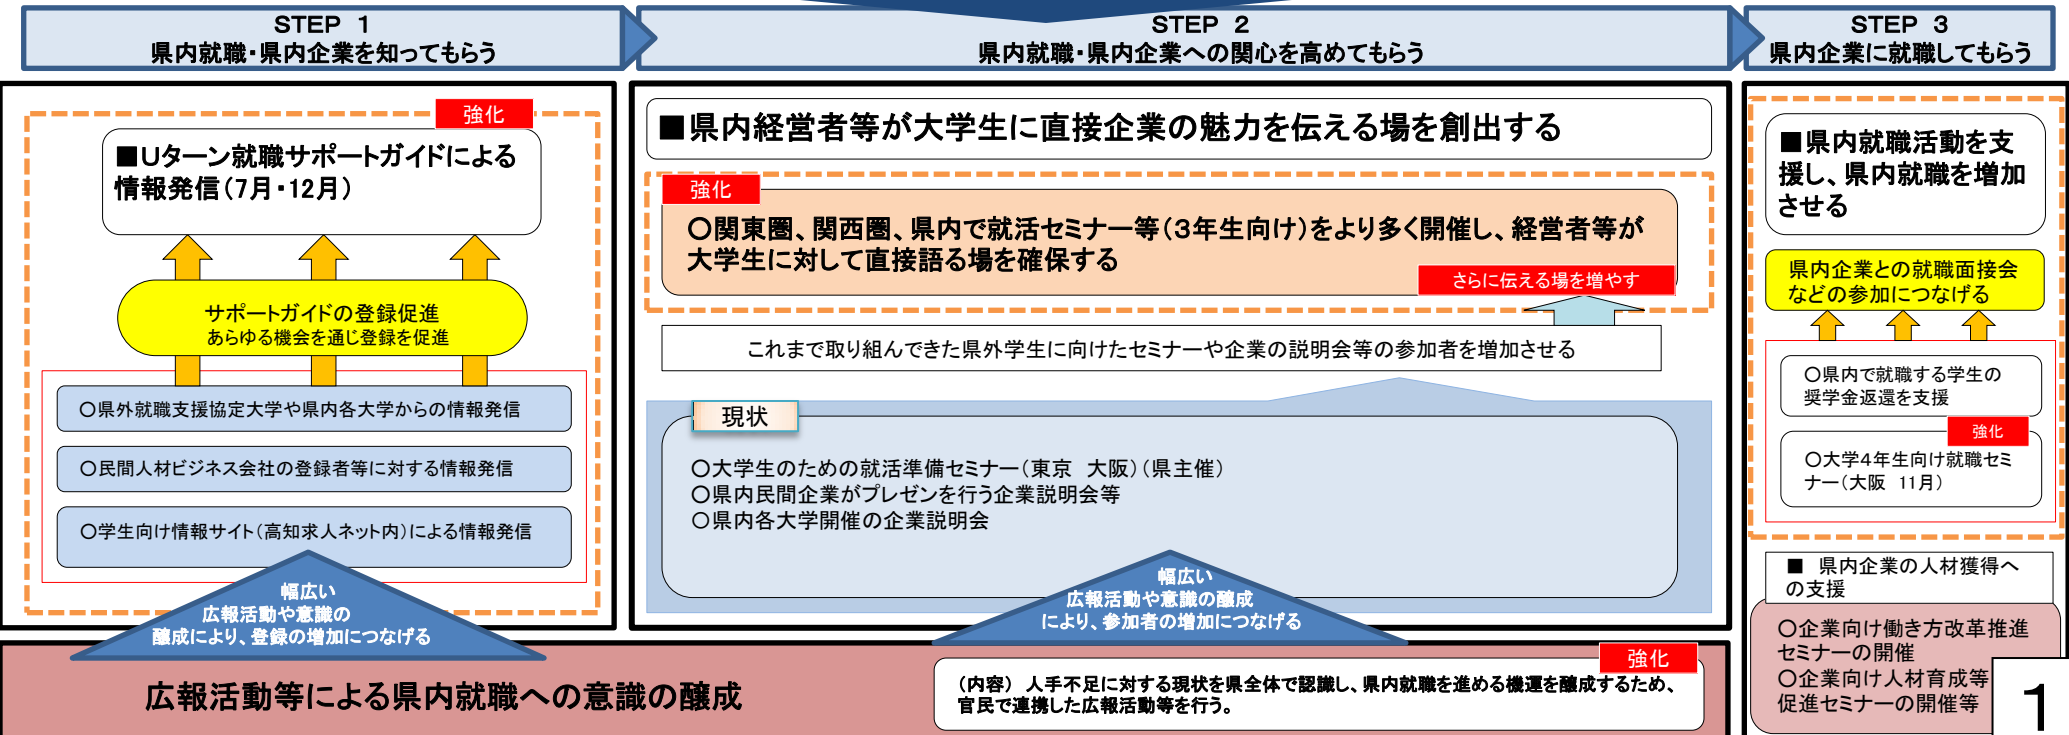 STEP 1
県内就職・県内企業を知ってもらう
STEP 2
県内就職・県内企業への関心を高めてもらう
STEP 3
県内企業に就職してもらう
強化
■Uターン就職サポートガイドによる
情報発信(7月・12月)
サポートガイドの登録促進
あらゆる機会を通じ登録を促進
○県外就職支援協定大学や県内各大学からの情報発信
○民間人材ビジネス会社の登録者等に対する情報発信
○学生向け情報サイト(高知求人ネット内)による情報発信
幅広い
広報活動や意識の
醸成により、登録の増加につなげる
■県内経営者等が大学生に直接企業の魅力を伝える場を創出する
強化
○関東圏、関西圏、県内で就活セミナー等(3年生向け)をより多く開催し、経営者等が
大学生に対して直接語る場を確保する
さらに伝える場を増やす
これまで取り組んできた県外学生に向けたセミナーや企業の説明会等の参加者を増加させる
現状
○大学生のための就活準備セミナー(東京 大阪)(県主催)
○県内民間企業がプレゼンを行う企業説明会等
○県内各大学開催の企業説明会
幅広い
広報活動や意識の醸成
により、参加者の増加につなげる
■県内就職活動を支
援し、県内就職を増加
させる
県内企業との就職面接会
などの参加につなげる
○県内で就職する学生の
奨学金返還を支援
強化
○大学4年生向け就職セミ
ナー(大阪 11月)
■ 県内企業の人材獲得へ
の支援
○企業向け働き方改革推進
セミナーの開催
○企業向け人材育成等
促進セミナーの開催等
広報活動等による県内就職への意識の醸成
強化
(内容) 人手不足に対する現状を県全体で認識し、県内就職を進める機運を醸成するため、
官民で連携した広報活動等を行う。
1